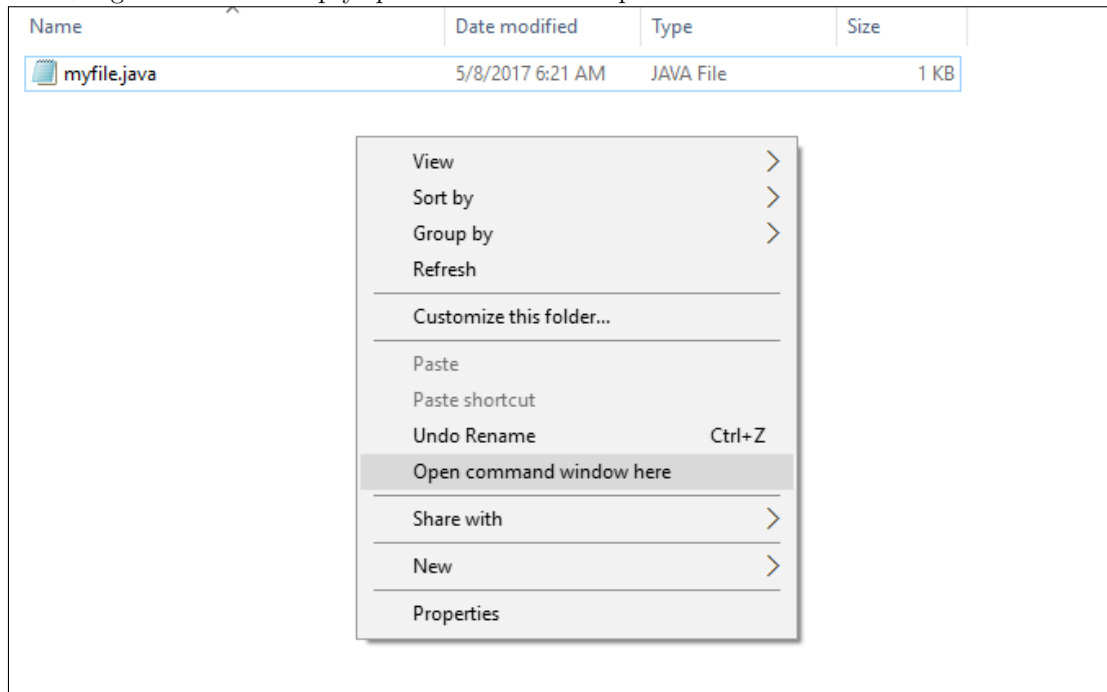 Name Date modified Type Size
myfile.java 5/8/2017 6:21 AM JAVA File 1 KB
View
Sort by
Group by
Refresh
Customize this folder...
Paste
Paste shortcut
Undo Rename Ctrl+Z
Open command window here
Share with
New
Properties